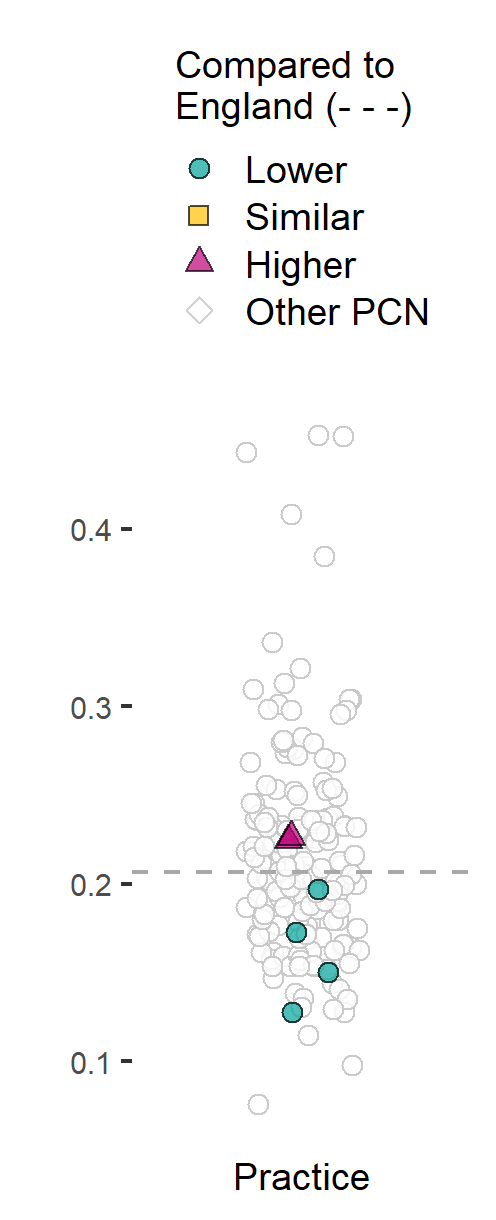 Compared to
England (- - -)
Lower
Similar
Higher
Other PCN
0.4
0.3
0.2
0.1
Practice